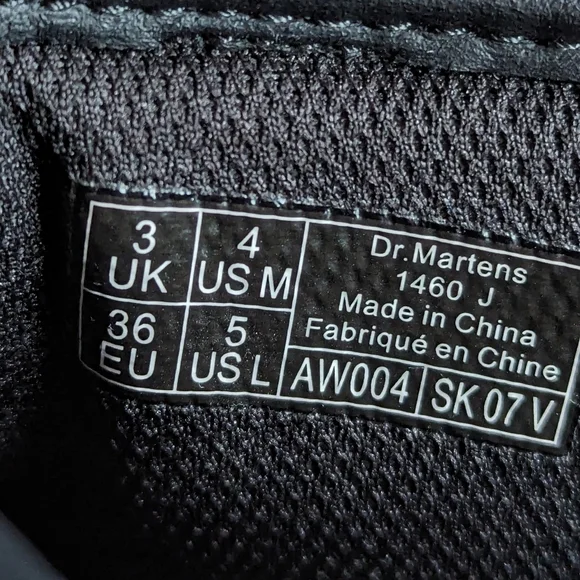 3
UK
4
US M
36
EU
5
US L
Dr.Martens
1460 J
Made in China
Fabriqué en Chine
AW004
SK 07 V